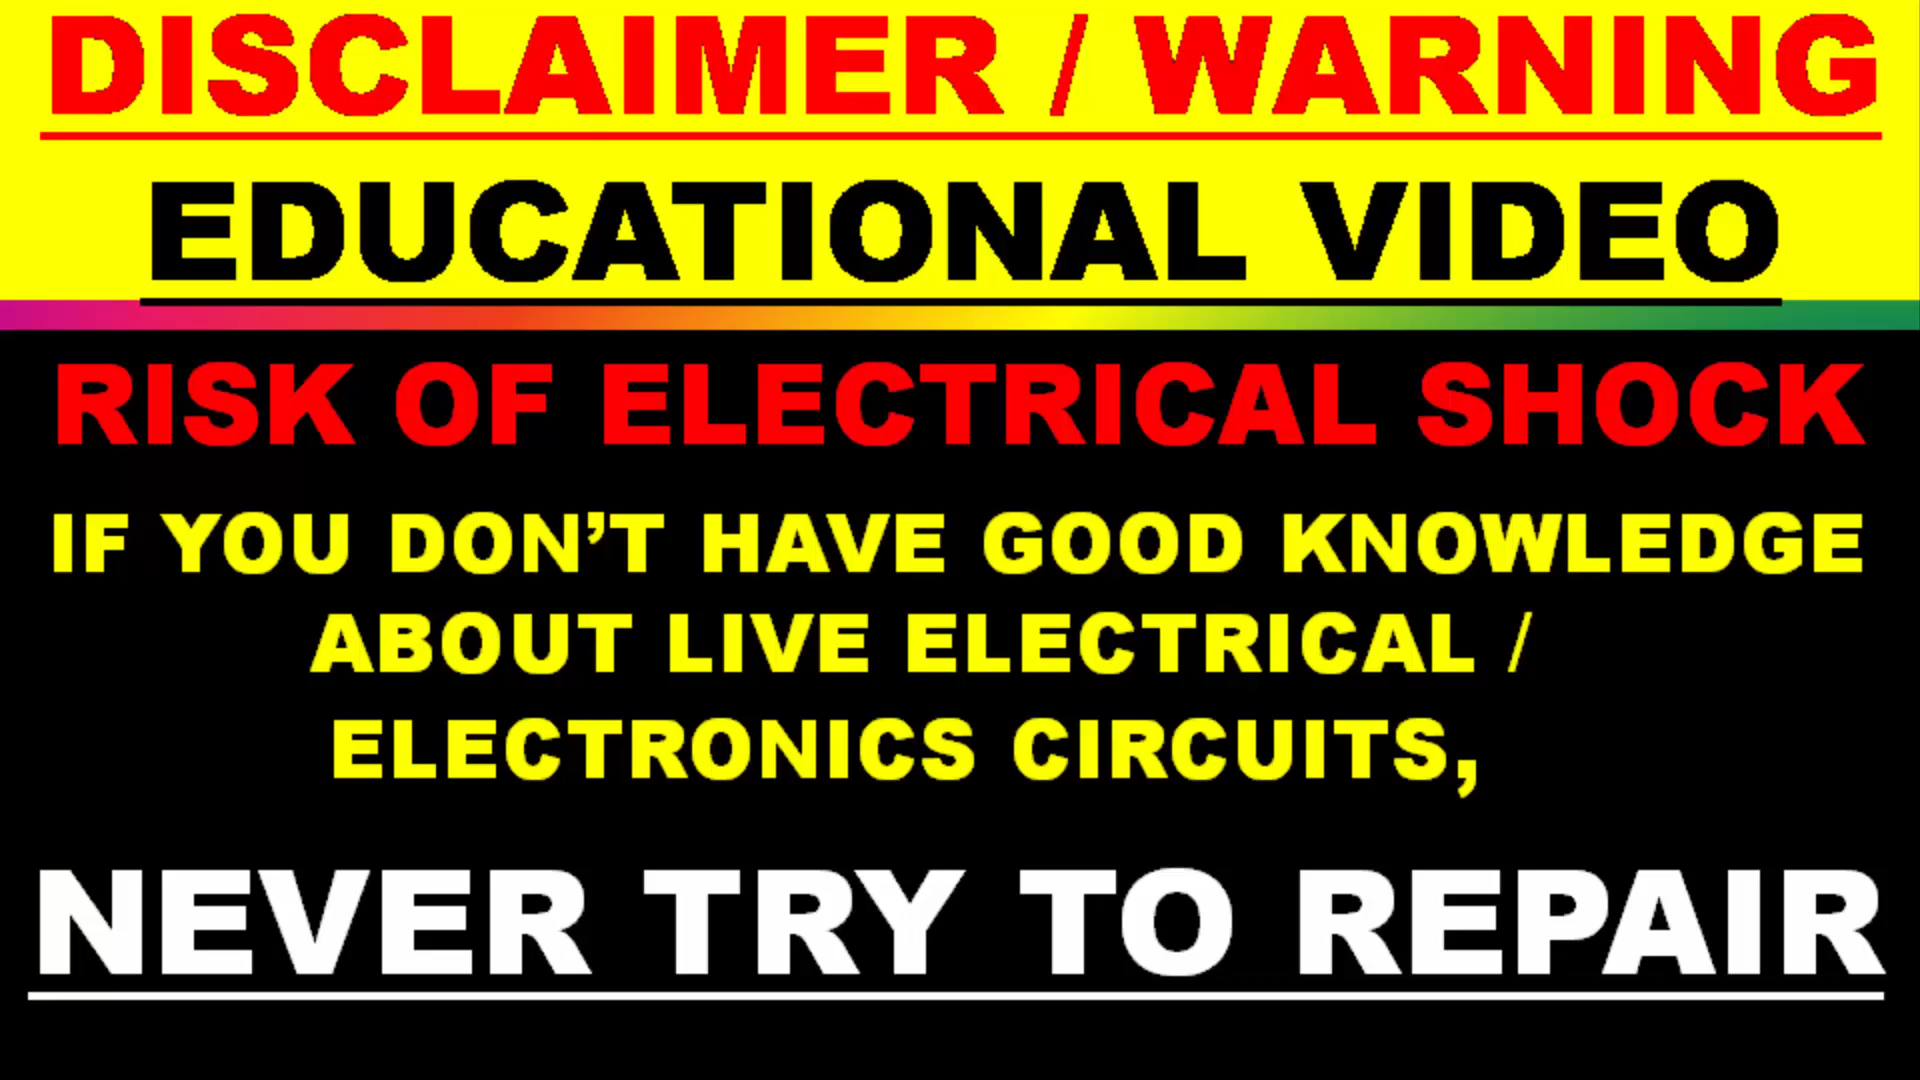 DISCLAIMER / WARNING
EDUCATIONAL VIDEO
RISK OF ELECTRICAL SHOCK
IF YOU DON’T HAVE GOOD KNOWLEDGE
ABOUT LIVE ELECTRICAL /
ELECTRONICS CIRCUITS,
NEVER TRY TO REPAIR